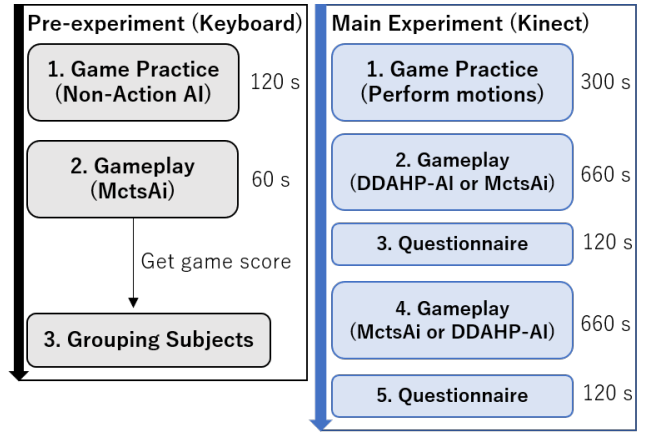 Pre-experiment (Keyboard)
1. Game Practice
(Non-Action AI)
120 s
2. Gameplay
(MctsAi)
60 s
Get game score
3. Grouping Subjects
Main Experiment (Kinect)
1. Game Practice
(Perform motions)
300 s
2. Gameplay
(DDAHP-AI or MctsAi)
660 s
3. Questionnaire
120 s
4. Gameplay
(MctsAi or DDAHP-AI)
660 s
5. Questionnaire
120 s